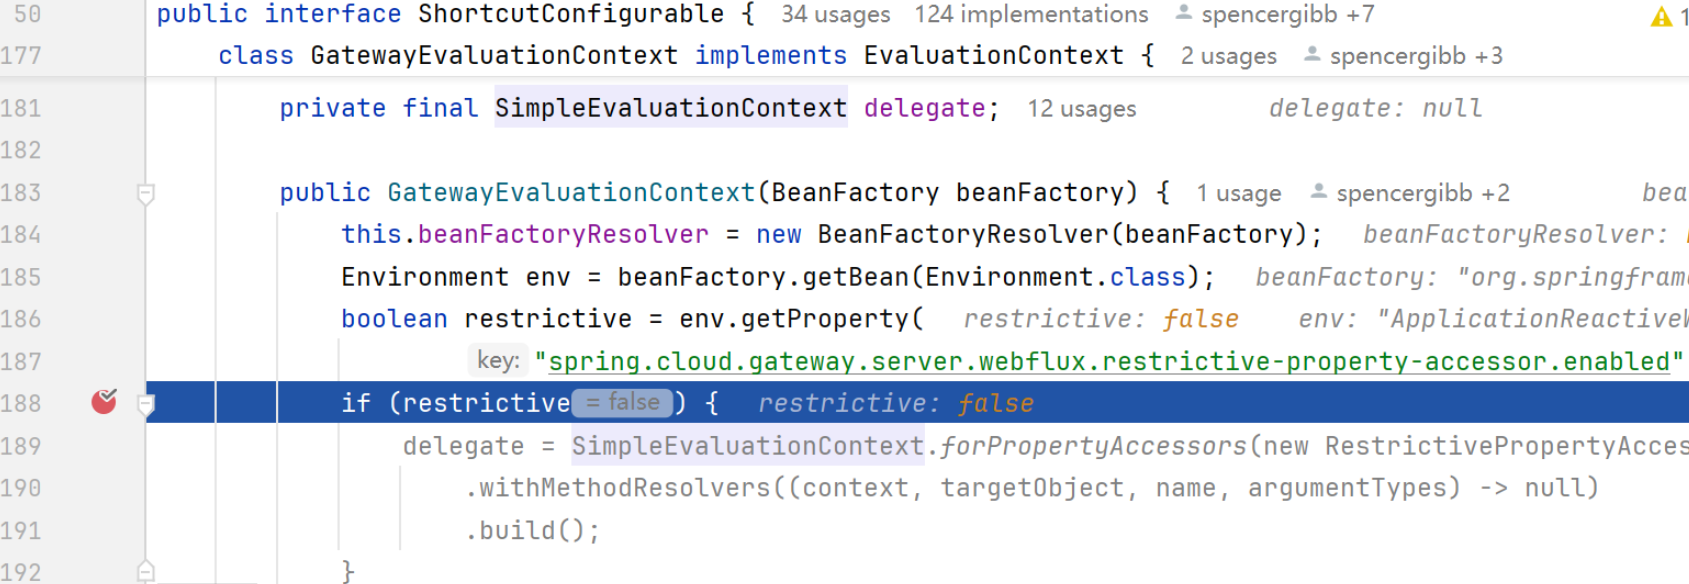 50 public interface ShortcutConfigurable { 34 usages 124 implementations spencergibb +7 1
177 class GatewayEvaluationContext implements EvaluationContext { 2 usages spencergibb +3
181 private final SimpleEvaluationContext delegate; 12 usages delegate: null
182
183 public GatewayEvaluationContext(BeanFactory beanFactory) { 1 usage spencergibb +2 bea
184 this.beanFactoryResolver = new BeanFactoryResolver(beanFactory); beanFactoryResolver:
185 Environment env = beanFactory.getBean(Environment.class); beanFactory: "org.springfram
186 boolean restrictive = env.getProperty( restrictive: false env: "ApplicationReactiveW
187 key: "spring.cloud.gateway.server.webflux.restrictive-property-accessor.enabled"
188 if (restrictive = false ) { restrictive: false
189 delegate = SimpleEvaluationContext.forPropertyAccessors(new RestrictivePropertyAcces
190 .withMethodResolvers((context, targetObject, name, argumentTypes) -> null)
191 .build();
192 }